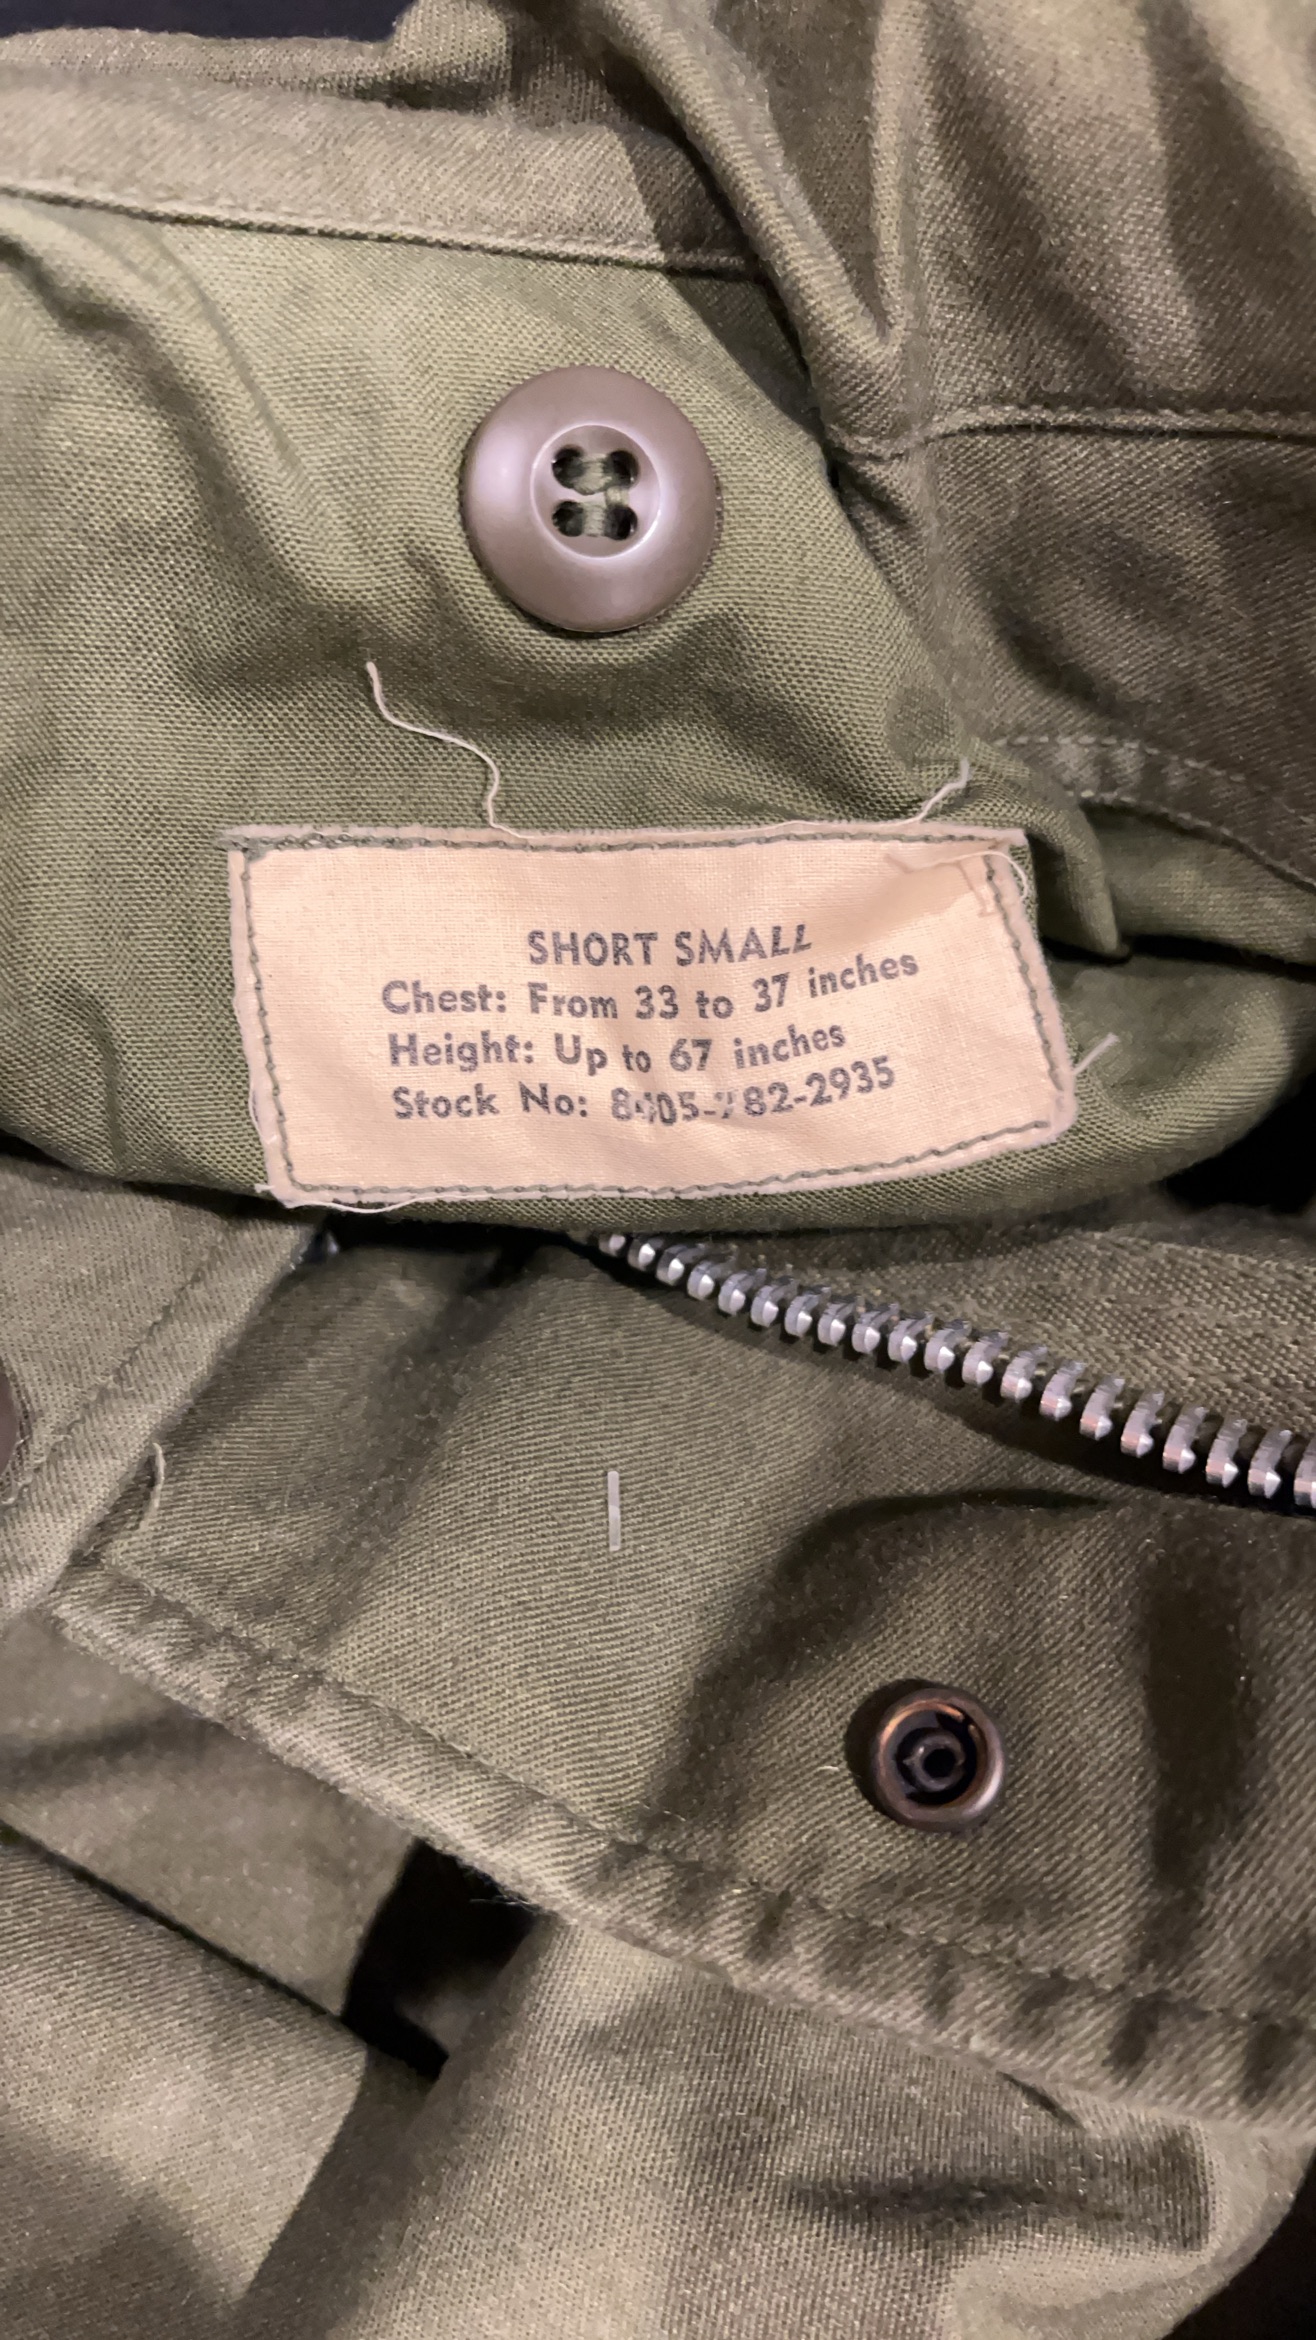 SHORT SMALL
Chest: From 33 to 37 inches
Height: Up to 67 inches
Stock No: